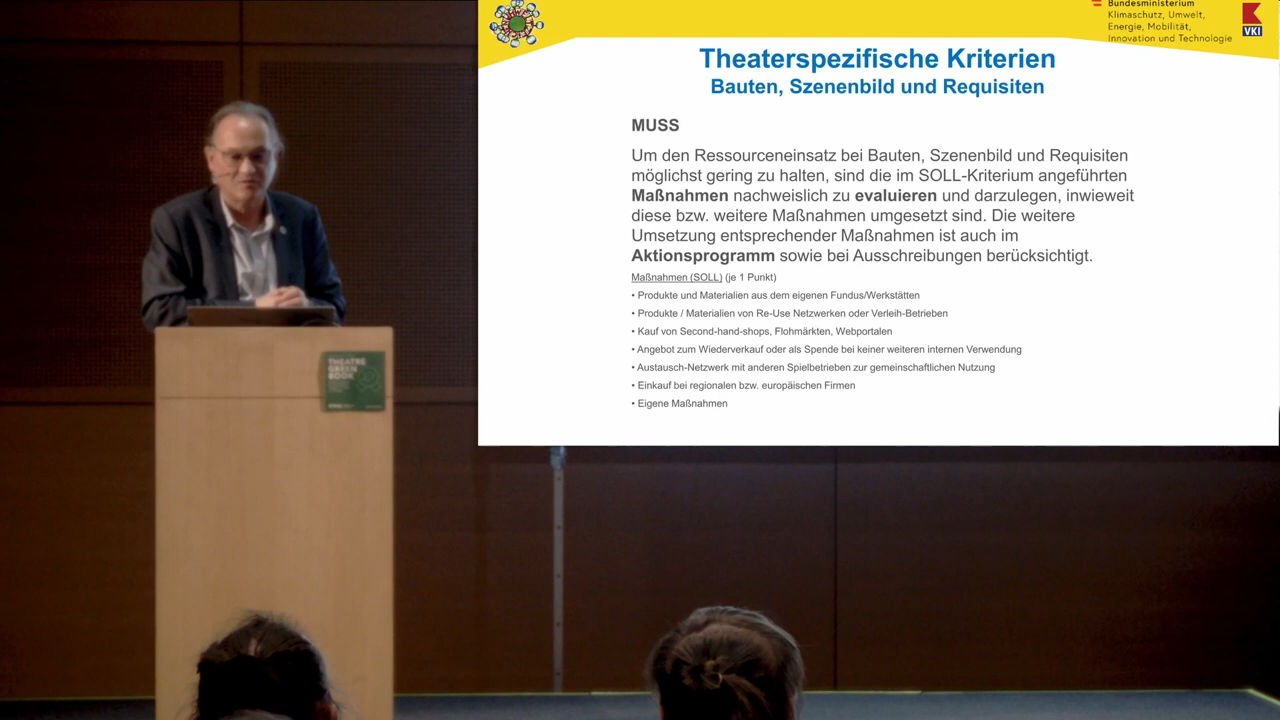 Bundesministerium
Klimaschutz, Umwelt,
Energie, Mobilität,
Innovation und Technologie
VKI
Theaterspezifische Kriterien
Bauten, Szenenbild und Requisiten
MUSS
Um den Ressourceneinsatz bei Bauten, Szenenbild und Requisiten
möglichst gering zu halten, sind die im SOLL-Kriterium angeführten
Maßnahmen nachweislich zu evaluieren und darzulegen, inwieweit
diese bzw. weitere Maßnahmen umgesetzt sind. Die weitere
Umsetzung entsprechender Maßnahmen ist auch im
Aktionsprogramm sowie bei Ausschreibungen berücksichtigt.
Maßnahmen (SOLL) (je 1 Punkt)
• Produkte und Materialien aus dem eigenen Fundus/Werkstätten
• Produkte / Materialien von Re-Use Netzwerken oder Verleih-Betrieben
• Kauf von Second-hand-shops, Flohmärkten, Webportalen
• Angebot zum Wiederverkauf oder als Spende bei keiner weiteren internen Verwendung
• Austausch-Netzwerk mit anderen Spielbetrieben zur gemeinschaftlichen Nutzung
• Einkauf bei regionalen bzw. europäischen Firmen
• Eigene Maßnahmen
THEATRE
GREEN
BOOK